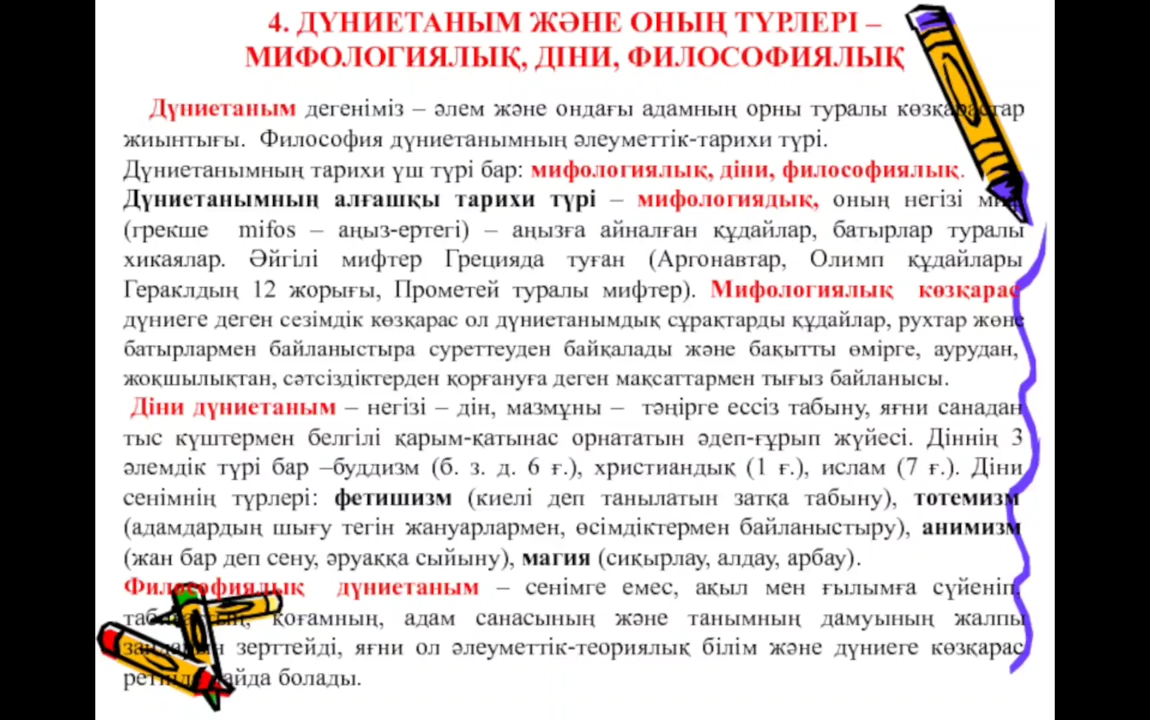 4. ДҮНИЕТАНЫМ ЖӘНЕ ОНЫҢ ТҮРЛЕРІ –
МИФОЛОГИЯЛЫҚ, ДІНИ, ФИЛОСОФИЯЛЫҚ
Дүниетаным дегеніміз – әлем және ондағы адамның орны туралы көзқарастар
жиынтығы. Философия дүниетанымның әлеуметтік-тарихи түрі.
Дүниетанымның тарихи үш түрі бар: мифологиялық, діни, философиялық.
Дүниетанымның алғашқы тарихи түрі – мифологиядық, оның негізі миф
(грекше mifos – аңыз-ертегі) – аңызға айналған құдайлар, батырлар туралы
хикаялар. Әйгілі мифтер Грецияда туған (Аргонавтар, Олимп құдайлары
Гераклдың 12 жорығы, Прометей туралы мифтер). Мифологиялық көзқарас
дүниеге деген сезімдік көзқарас ол дүниетанымдық сұрақтарды құдайлар, рухтар және
батырлармен байланыстыра суреттеуден байқалады және бақытты өмірге, аурудан,
жоқшылықтан, сәтсіздіктерден қорғануға деген мақсаттармен тығыз байланысы.
Діни дүниетаным – негізі – дін, мазмұны – тәңірге ессіз табыну, яғни санадан
тыс күштермен белгілі қарым-қатынас орнататын әдеп-ғұрып жүйесі. Діннің 3
әлемдік түрі бар –буддизм (б. з. д. 6 ғ.), христиандық (1 ғ.), ислам (7 ғ.). Діни
сенімнің түрлері: фетишизм (киелі деп танылатын затқа табыну), тотемизм
(адамдардың шығу тегін жануарлармен, өсімдіктермен байланыстыру), анимизм
(жан бар деп сену, әруаққа сыйыну), магия (сиқырлау, алдау, арбау).
Философиялық дүниетаным – сенімге емес, ақыл мен ғылымға сүйеніп,
табиғаттың, қоғамның, адам санасының және танымның дамуының жалпы
заңдарын зерттейді, яғни ол әлеуметтік-теориялық білім және дүниеге көзқарас
ретінде пайда болады.